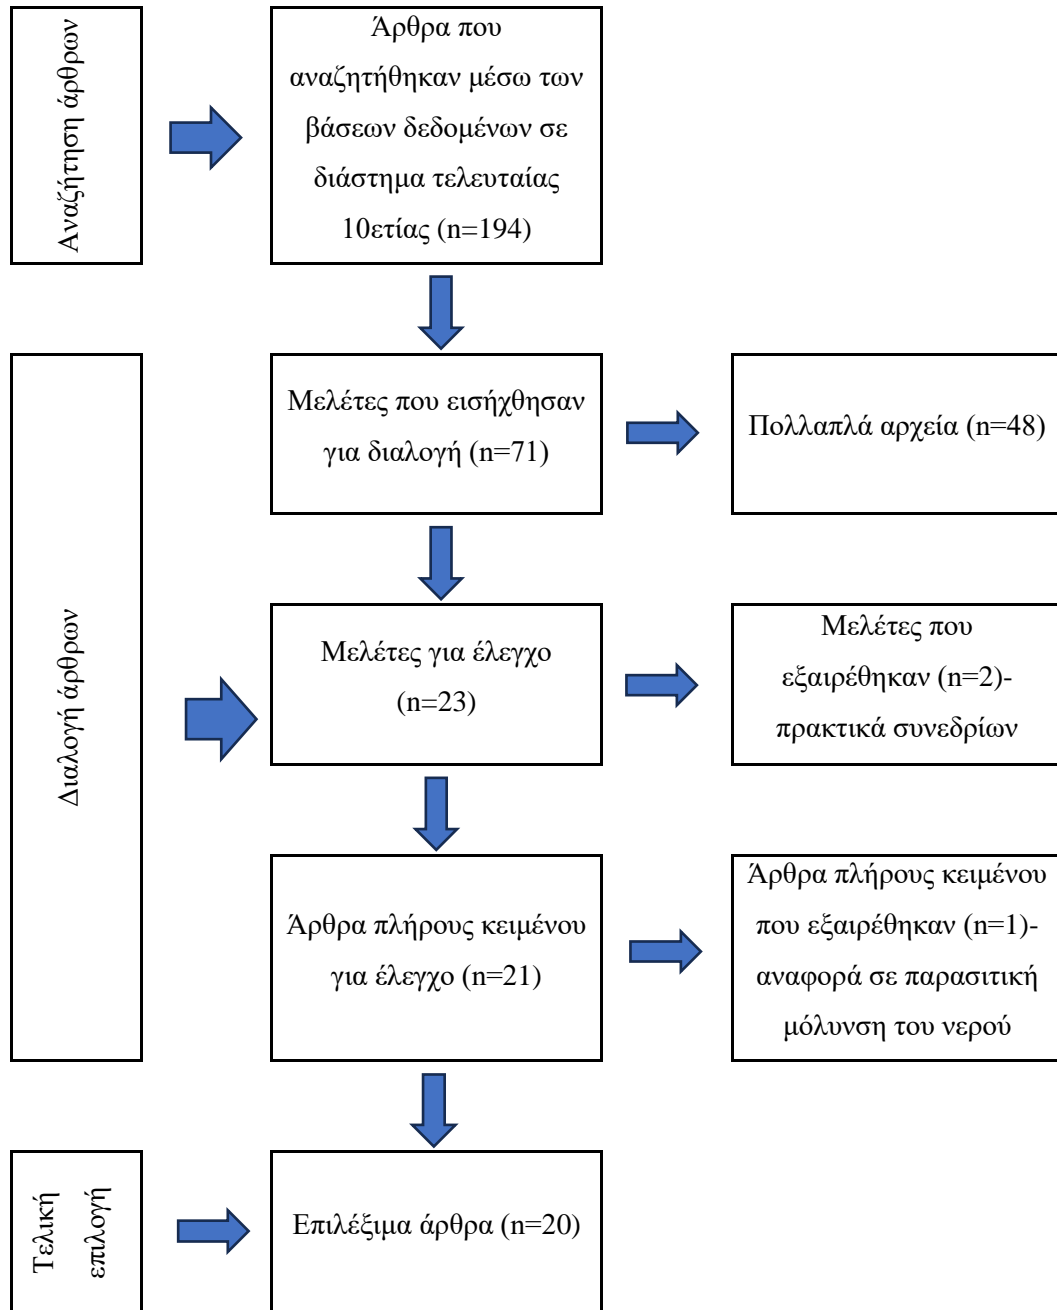 Αναζήτηση άρθρων
Άρθρα που
αναζητήθηκαν μέσω των
βάσεων δεδομένων σε
διάστημα τελευταίας
10ετίας (n=194)
Διαλογή άρθρων
Μελέτες που εισήχθησαν
για διαλογή (n=71)
Πολλαπλά αρχεία (n=48)
Μελέτες για έλεγχο
(n=23)
Μελέτες που
εξαιρέθηκαν (n=2)-
πρακτικά συνεδρίων
Άρθρα πλήρους κειμένου
για έλεγχο (n=21)
Άρθρα πλήρους κειμένου
που εξαιρέθηκαν (n=1)-
αναφορά σε παρασιτική
μόλυνση του νερού
Τελική
επιλογή
Επιλέξιμα άρθρα (n=20)